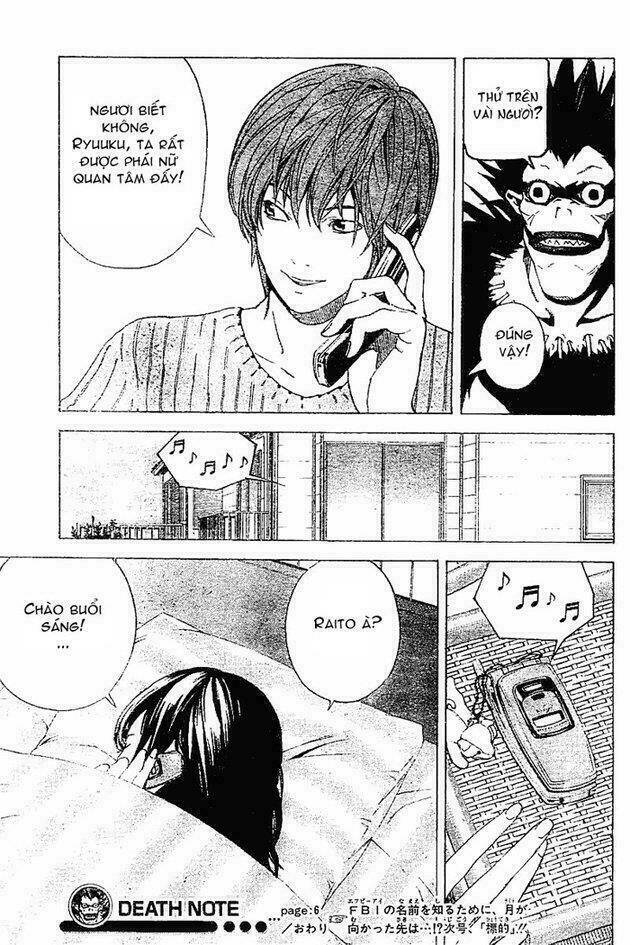 THỬ TRÊN
VÀI NGƯỜI?
ĐÚNG
VẬY!
NGƯƠI BIẾT
KHÔNG,
RYUUKU, TA RẤT
ĐƯỢC PHÁI NỮ
QUAN TÂM ĐẤY!
RAITO À?
CHÀO BUỔI
SÁNG!
...
DEATH NOTE
page:6
/おわり
...FBIの名前を知るために、月が
向かった先は…!?次号、「標的」!!